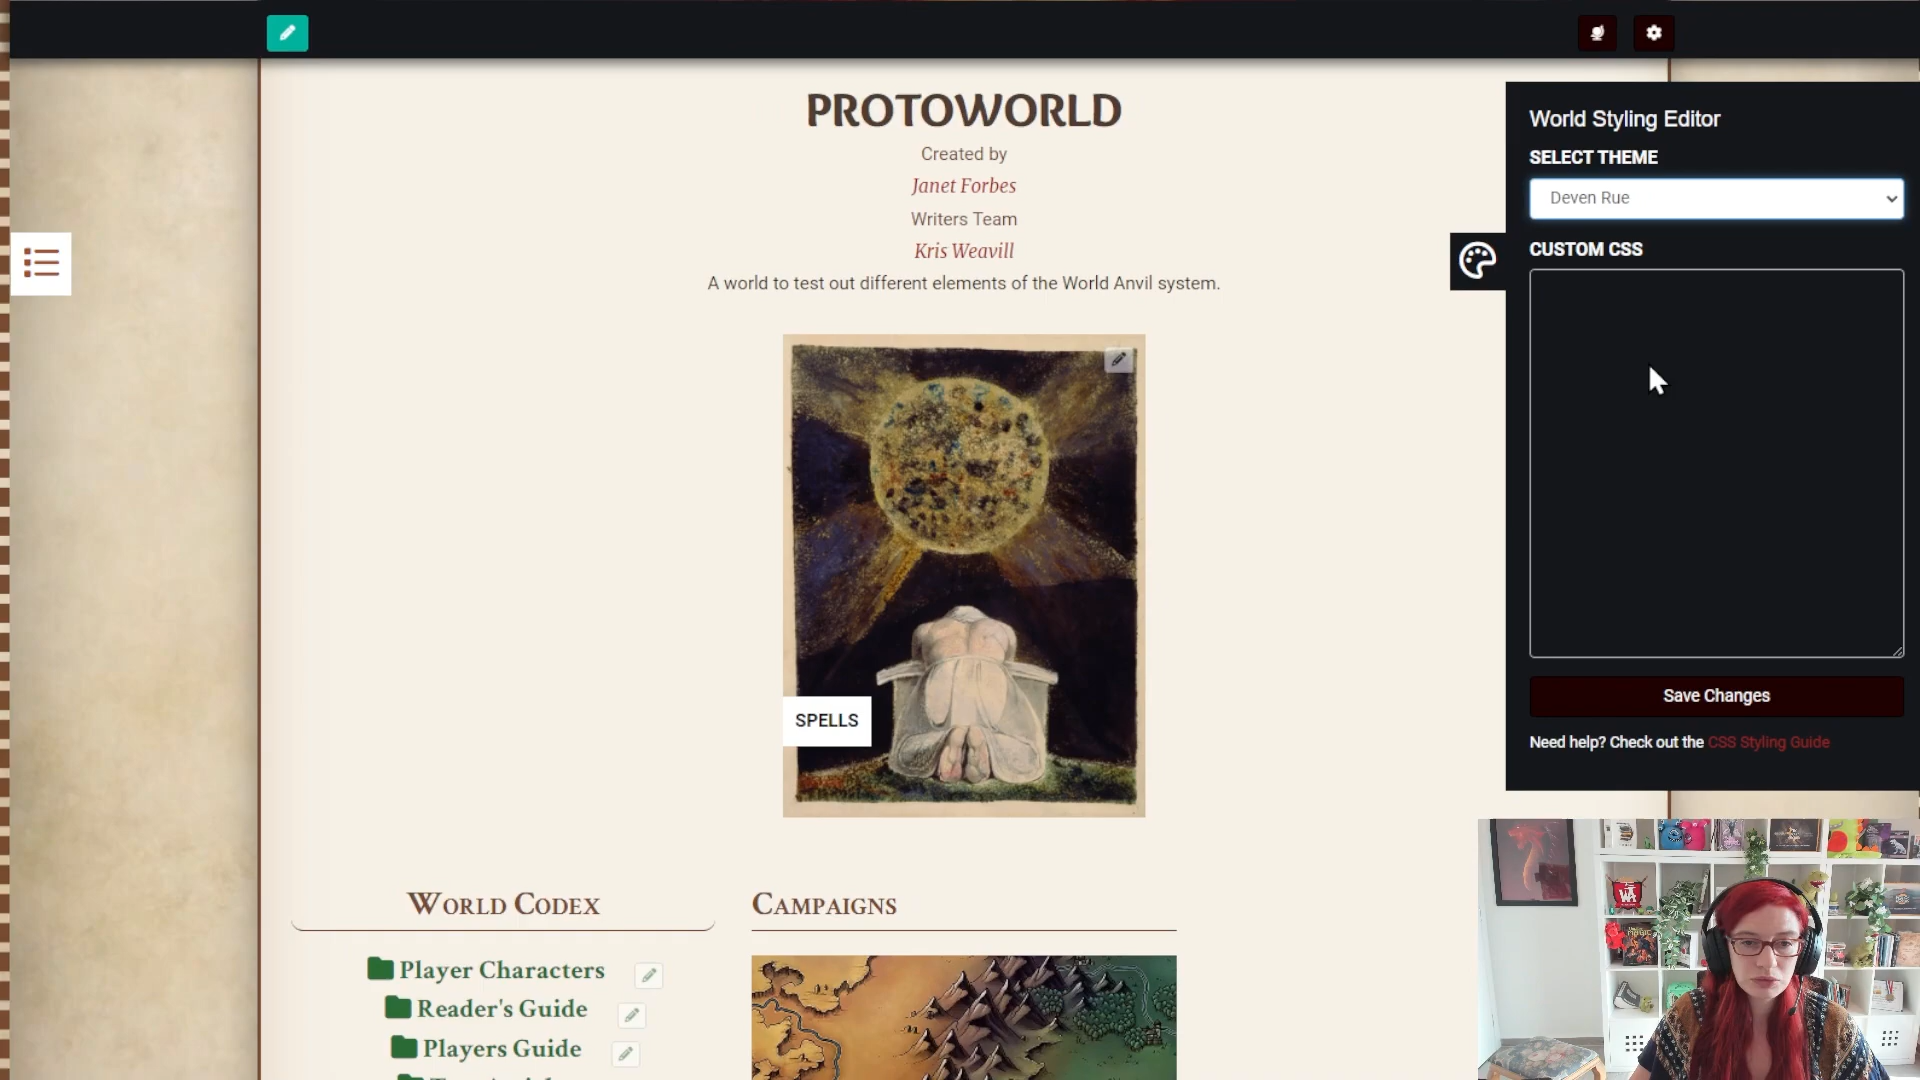 PROTOWORLD
Created by
Janet Forbes
Writers Team
Kris Weavill
A world to test out different elements of the World Anvil system.
SPELLS
WORLD CODEX
Player Characters
Reader's Guide
Players Guide
CAMPAIGNS
World Styling Editor
SELECT THEME
Deven Rue
CUSTOM CSS
Save Changes
Need help? Check out the CSS Styling Guide